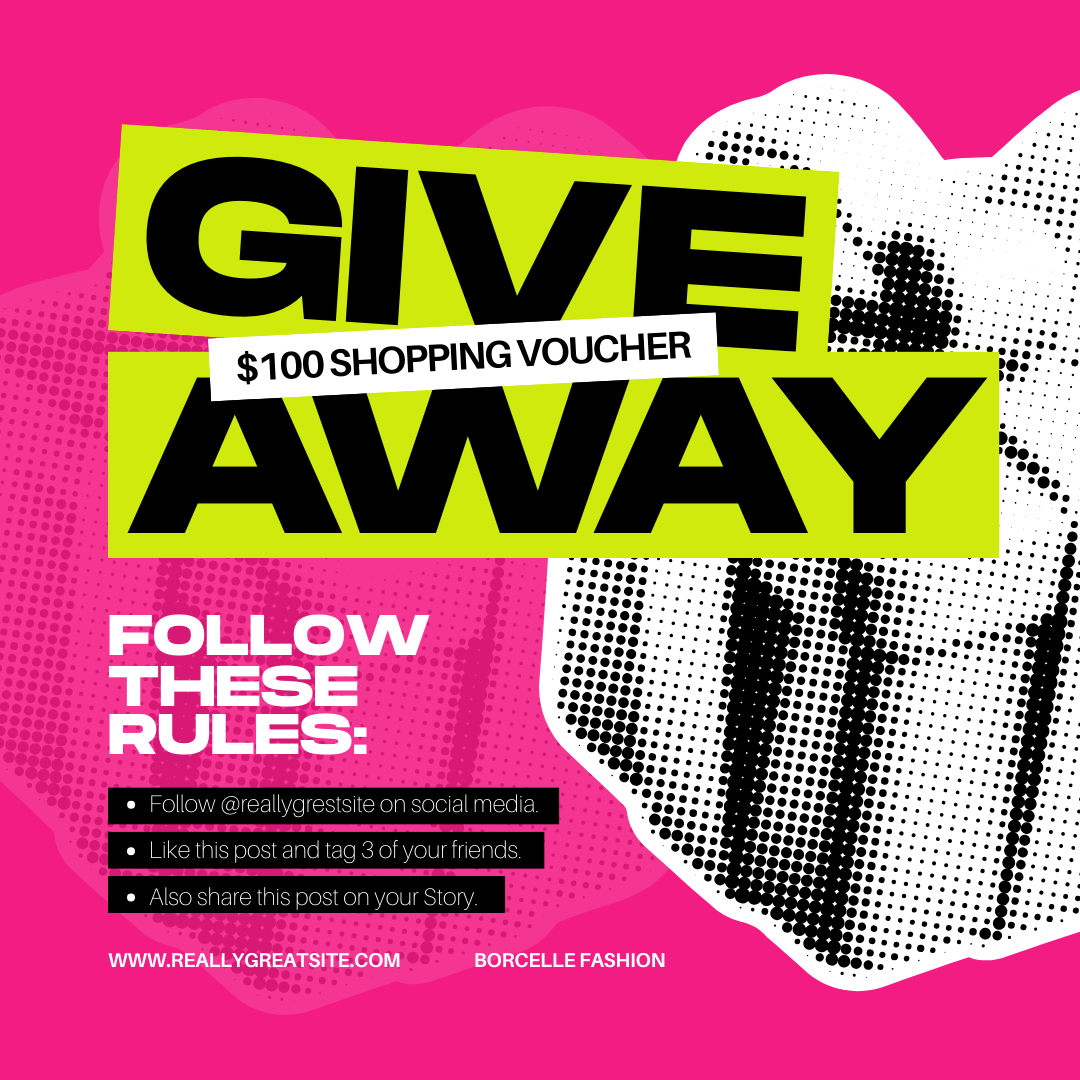 GIVE
$100 SHOPPING VOUCHER
AWAY
FOLLOW
THESE
RULES:
• Follow @reallygrestsite on social media.
• Like this post and tag 3 of your friends.
• Also share this post on your Story.
WWW.REALLYGREATSITE.COM BORCELLE FASHION